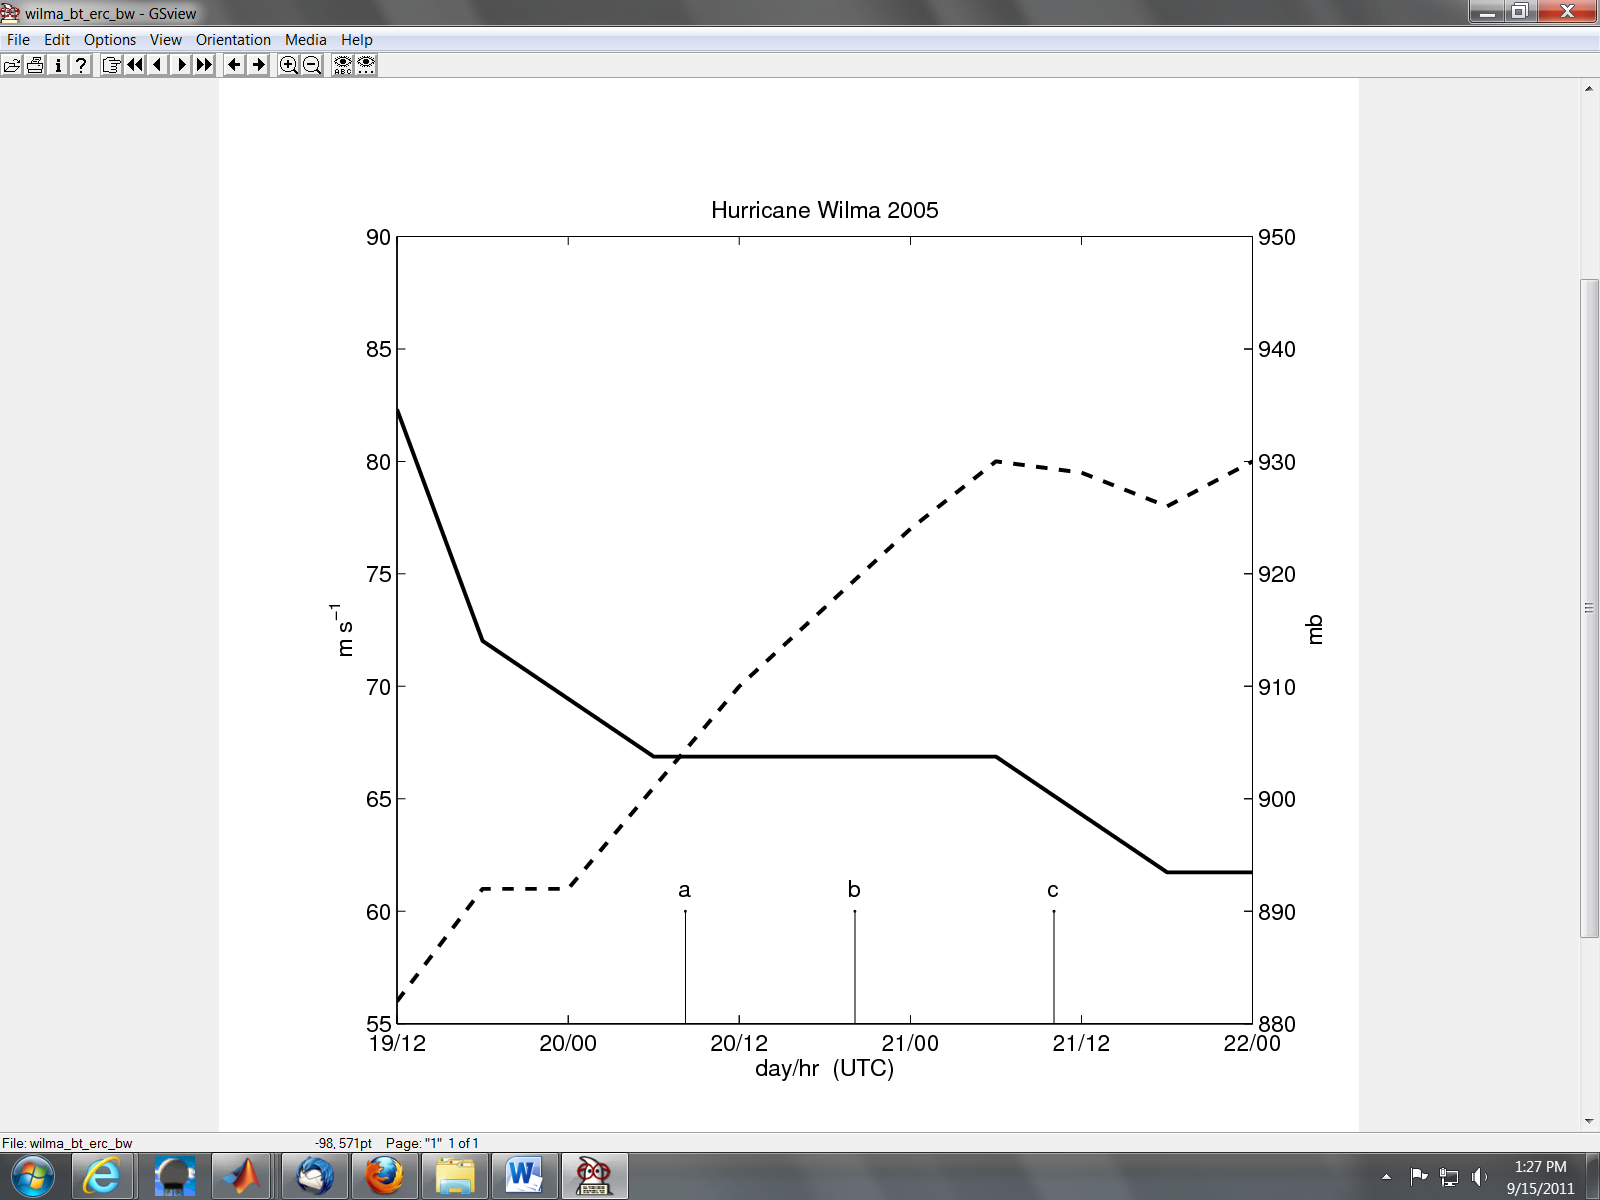 wilma_bt_erc_bw - GSview
File Edit Options View Orientation Media Help
i ? ABC
Hurricane Wilma 2005
90 950
85 940
80 930
75 920
m s⁻¹ mb
70 910
65 900
a b c
60 890
55 880
19/12 20/00 20/12 21/00 21/12 22/00
day/hr (UTC)
File: wilma_bt_erc_bw -98, 571pt Page: "1" 1 of 1
1:27 PM
9/15/2011